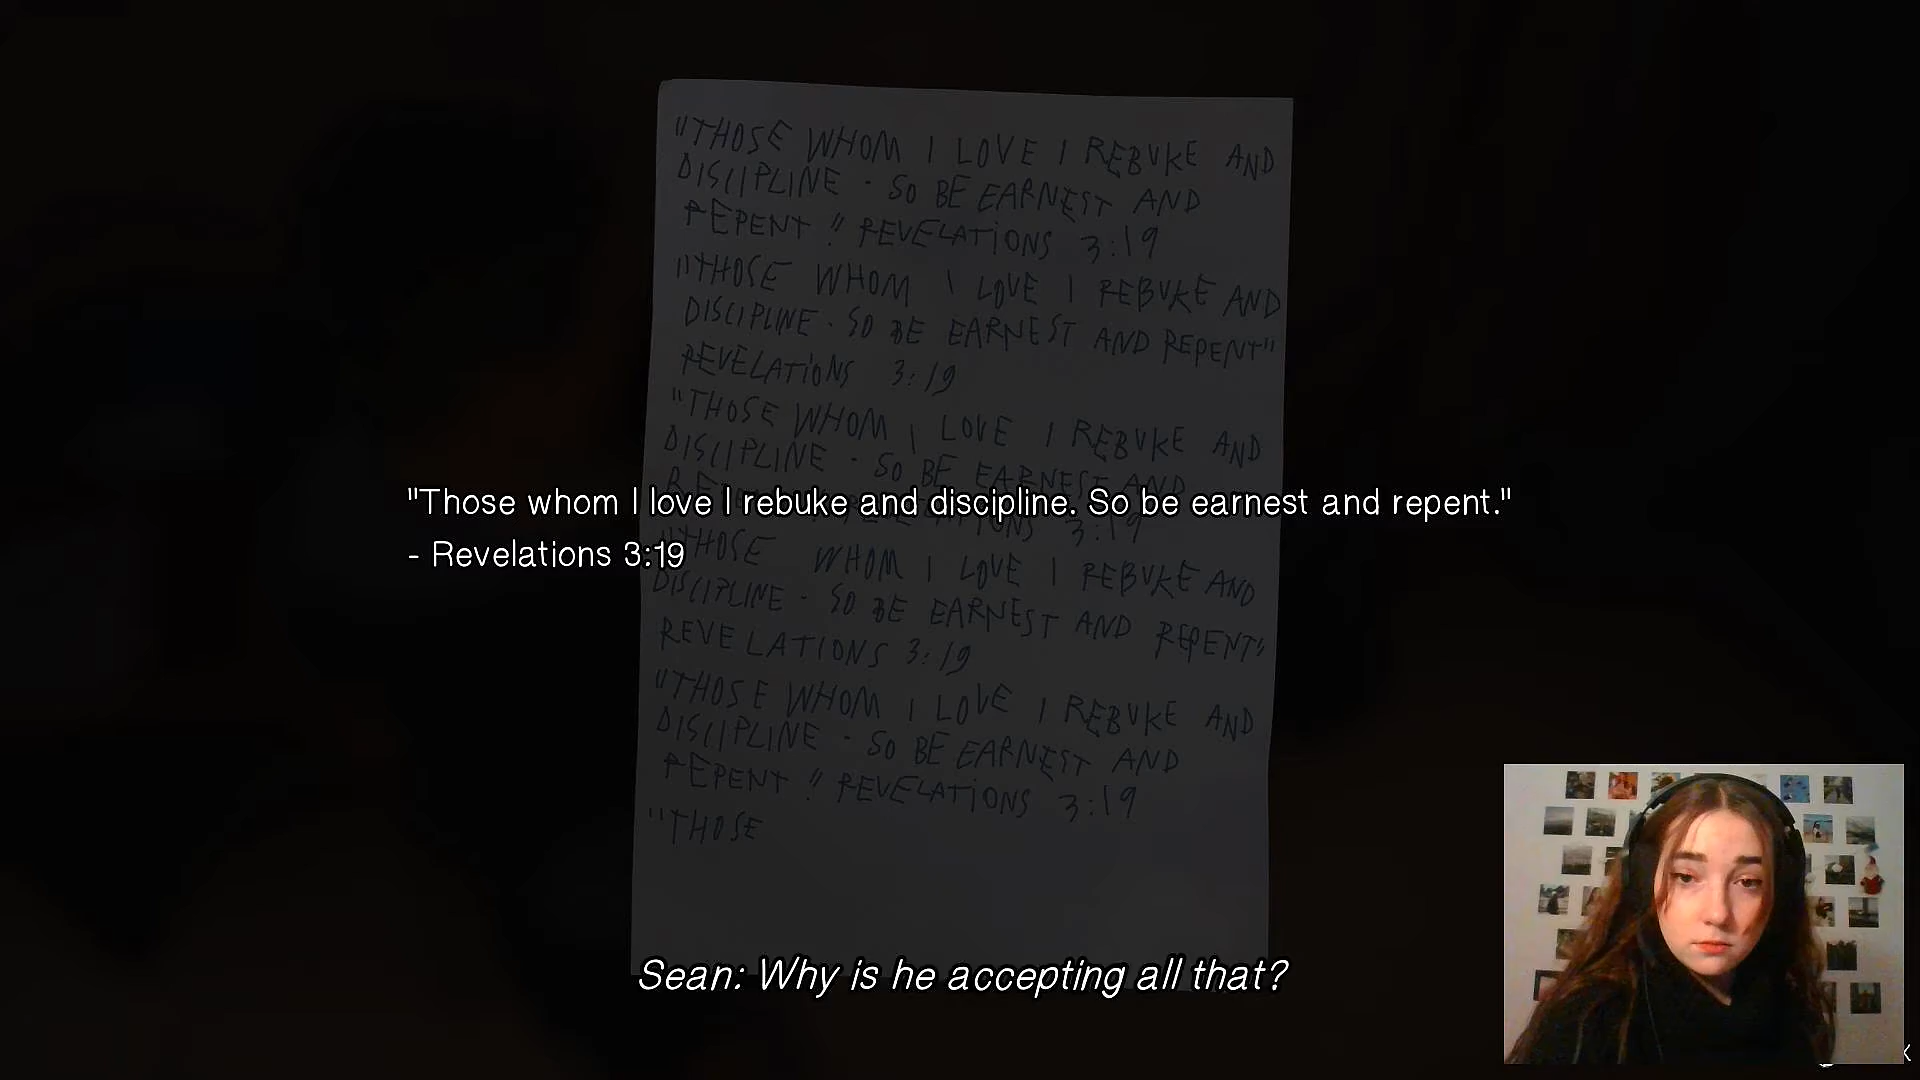 "THOSE WHOM I LOVE I REBUKE AND
DISCIPLINE . SO BE EARNEST AND
REPENT !" REVELATIONS 3:19
"THOSE WHOM I LOVE I REBUKE AND
DISCIPLINE . SO BE EARNEST AND REPENT"
REVELATIONS 3:19
"THOSE WHOM I LOVE I REBUKE AND
DISCIPLINE . SO BE EARNEST AND
3:19
"Those whom I love I rebuke and discipline. So be earnest and repent."
- Revelations 3:19
"THOSE WHOM I LOVE I REBUKE AND
DISCIPLINE . SO BE EARNEST AND REPENT"
REVELATIONS 3:19
"THOSE WHOM I LOVE I REBUKE AND
DISCIPLINE . SO BE EARNEST AND
REPENT !" REVELATIONS 3:19
"THOSE
Sean: Why is he accepting all that?